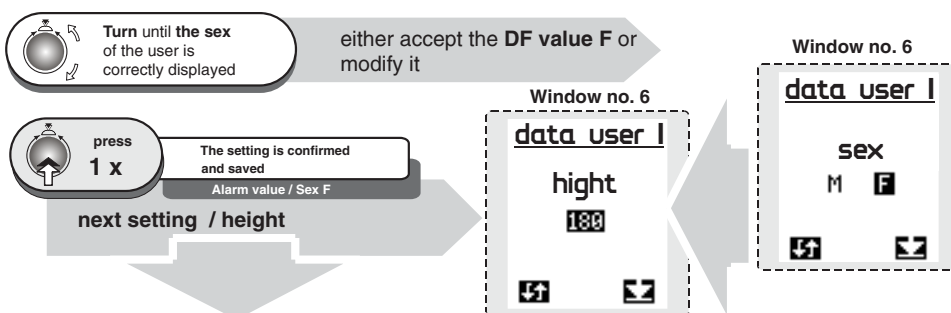 Turn until the sex
of the user is
correctly displayed
either accept the DF value F or
modify it
Window no. 6
data user 1
sex
M F
press
1 x
The setting is confirmed
and saved
Alarm value / Sex F
next setting / height
Window no. 6
data user 1
hight
180